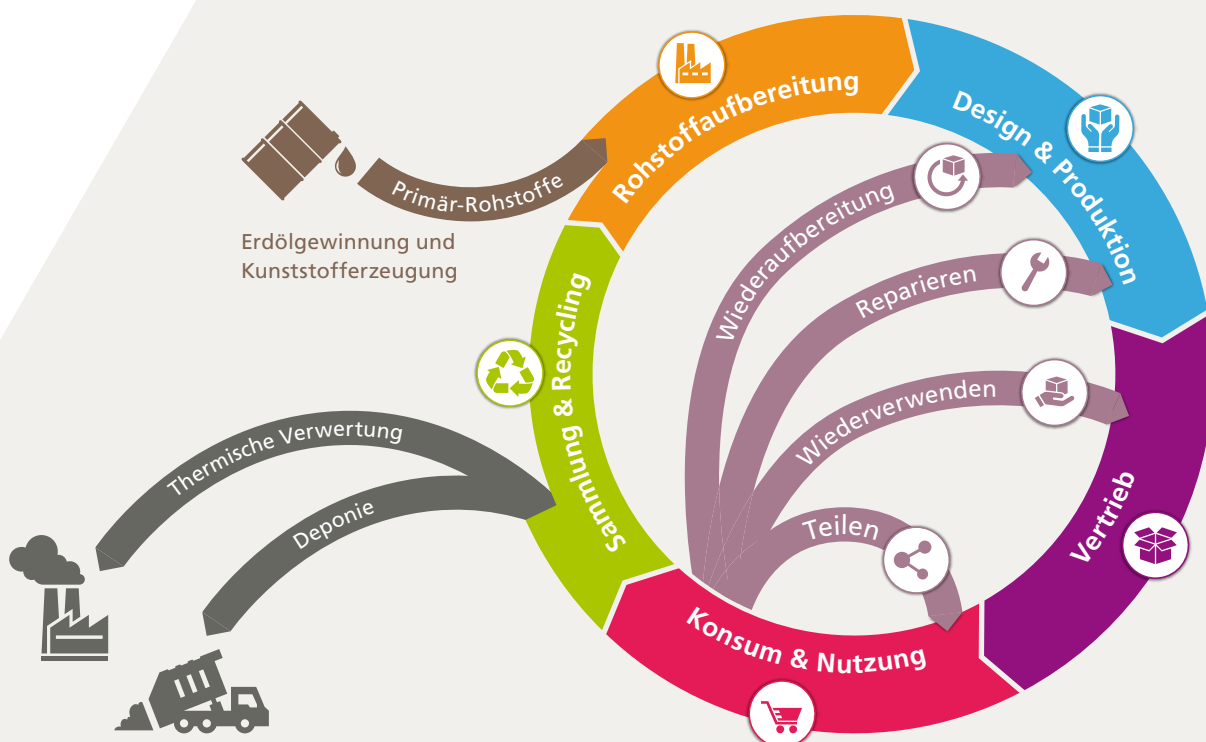 Rohstoffaufbereitung
Design & Produktion
Primär-Rohstoffe
Erdölgewinnung und
Kunststofferzeugung
Wiederaufbereitung
Reparieren
Sammlung & Recycling
Wiederverwenden
Thermische Verwertung
Deponie
Teilen
Vertrieb
Konsum & Nutzung